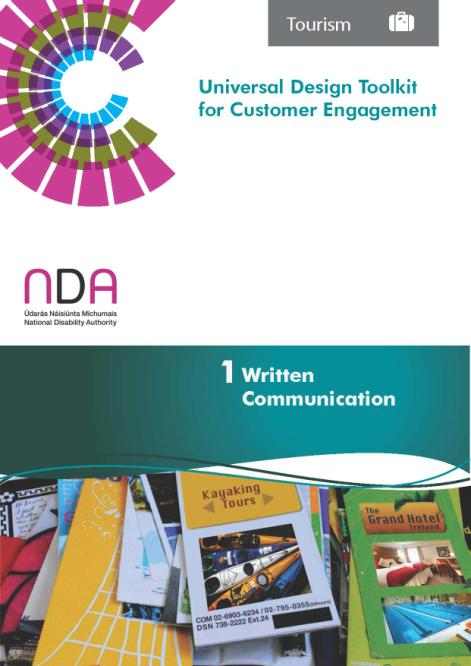 Tourism
Universal Design Toolkit
for Customer Engagement
NDA
Údarás Náisiúnta Míchumais
National Disability Authority
1 Written
Communication
Kayaking
Tours
COM 02-6903-6234 / 02-795-0355
DSN 738-2222 Ext.24
The
Grand Hotel
Ireland